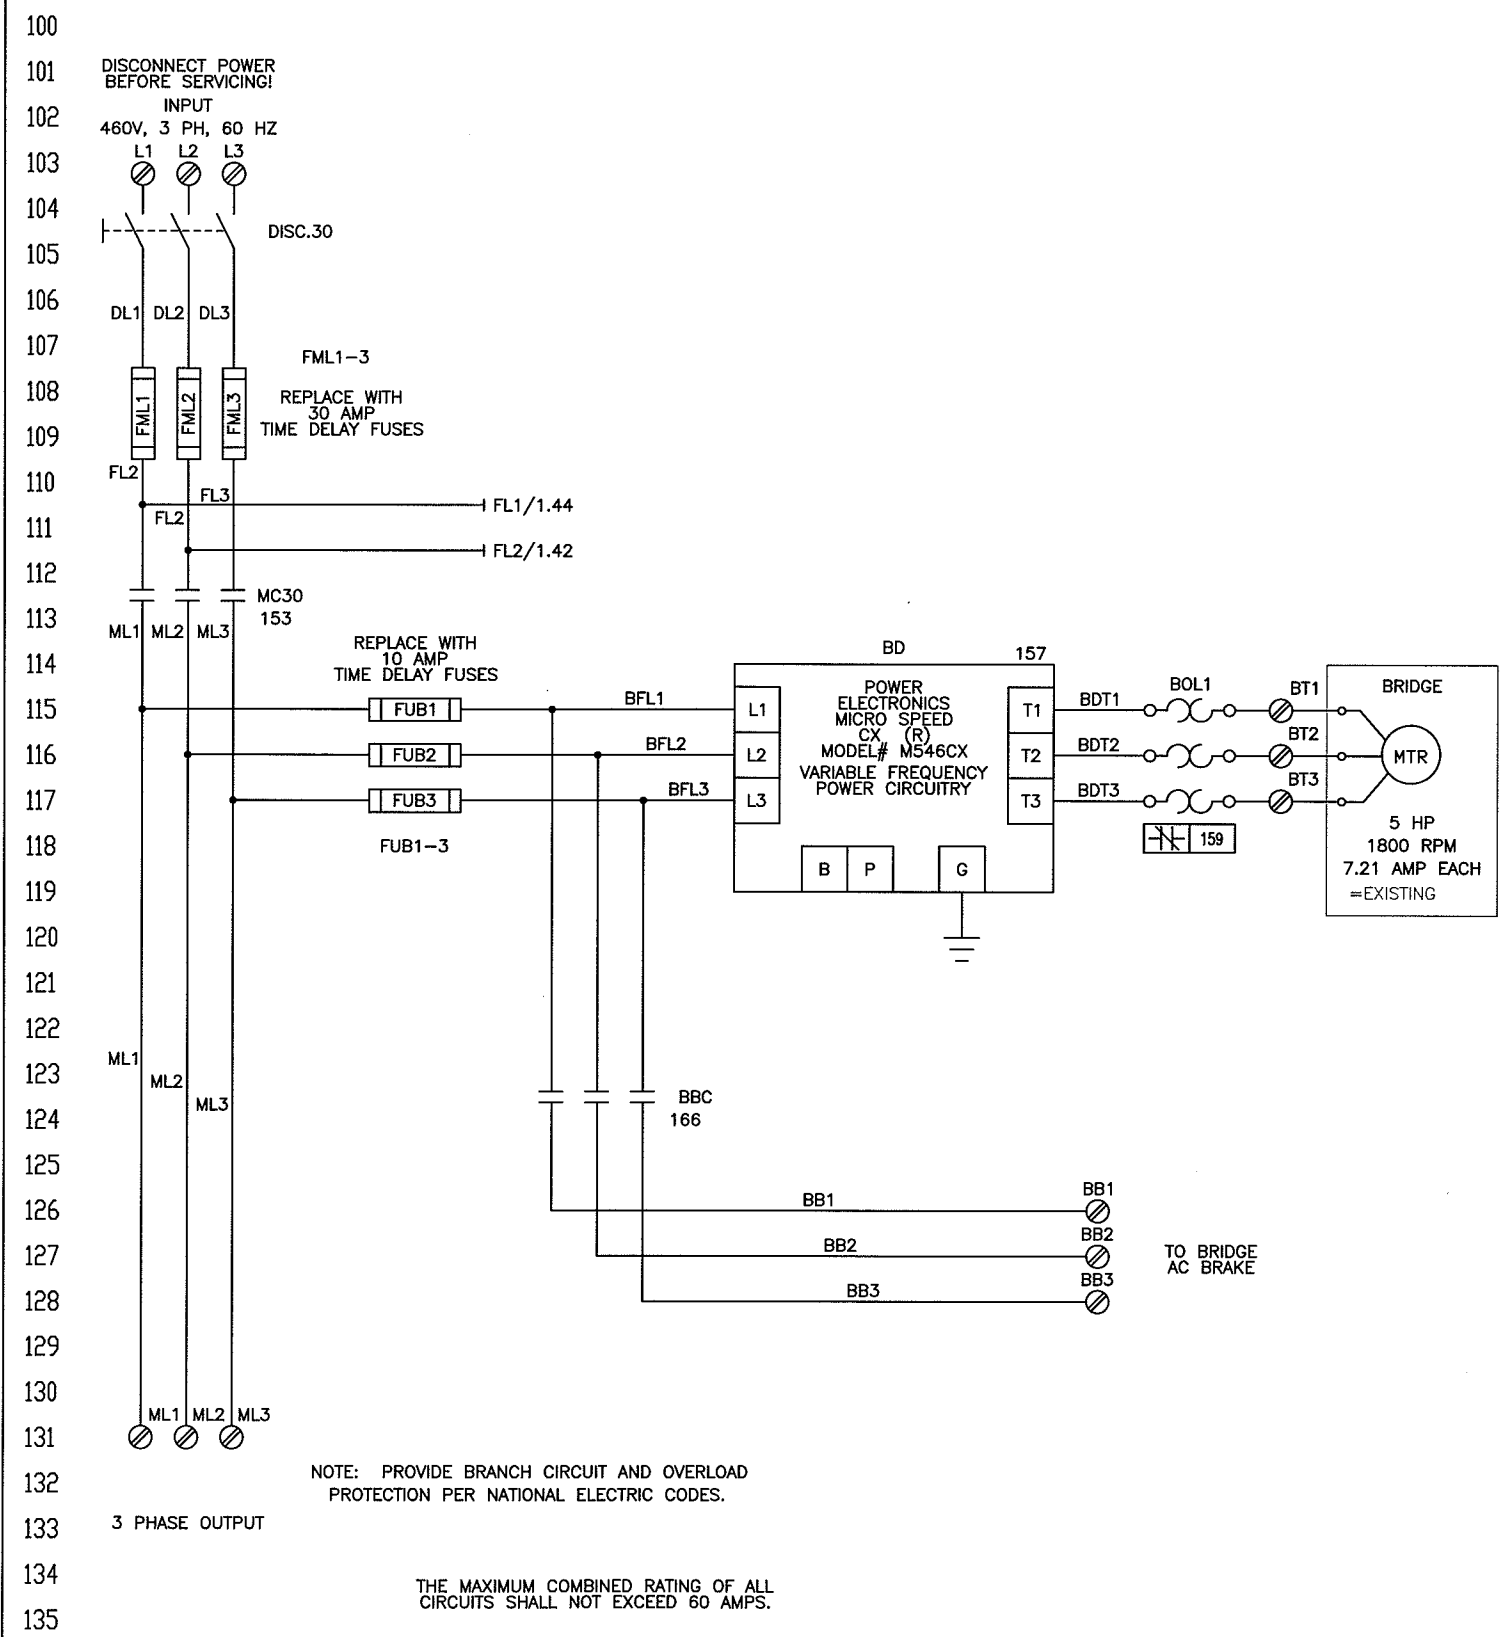 100
101
DISCONNECT POWER
BEFORE SERVICING!
INPUT
102
460V, 3 PH, 60 HZ
L1 L2 L3
103
104
DISC.30
105
106
DL1 DL2 DL3
107
FML1-3
108
FML1 FML2 FML3
REPLACE WITH
30 AMP
TIME DELAY FUSES
109
FL2
110
FL3
FL1/1.44
FL2
111
FL2/1.42
112
MC30
153
113
ML1 ML2 ML3
REPLACE WITH
10 AMP
TIME DELAY FUSES
114
BD
157
115
FUB1
BFL1
L1
POWER
ELECTRONICS
MICRO SPEED
CX (R)
MODEL# M546CX
VARIABLE FREQUENCY
POWER CIRCUITRY
T1
BDT1
BOL1
BT1
BRIDGE
116
FUB2
BFL2
L2
T2
BDT2
BT2
MTR
117
FUB3
BFL3
L3
T3
BDT3
BT3
118
FUB1-3
159
5 HP
1800 RPM
7.21 AMP EACH
=EXISTING
B P G
119
120
121
122
123
ML1
ML2
ML3
BBC
166
124
125
126
BB1
BB1
127
BB2
BB2
TO BRIDGE
AC BRAKE
128
BB3
BB3
129
130
ML1 ML2 ML3
131
132
NOTE: PROVIDE BRANCH CIRCUIT AND OVERLOAD
PROTECTION PER NATIONAL ELECTRIC CODES.
133
3 PHASE OUTPUT
134
THE MAXIMUM COMBINED RATING OF ALL
CIRCUITS SHALL NOT EXCEED 60 AMPS.
135